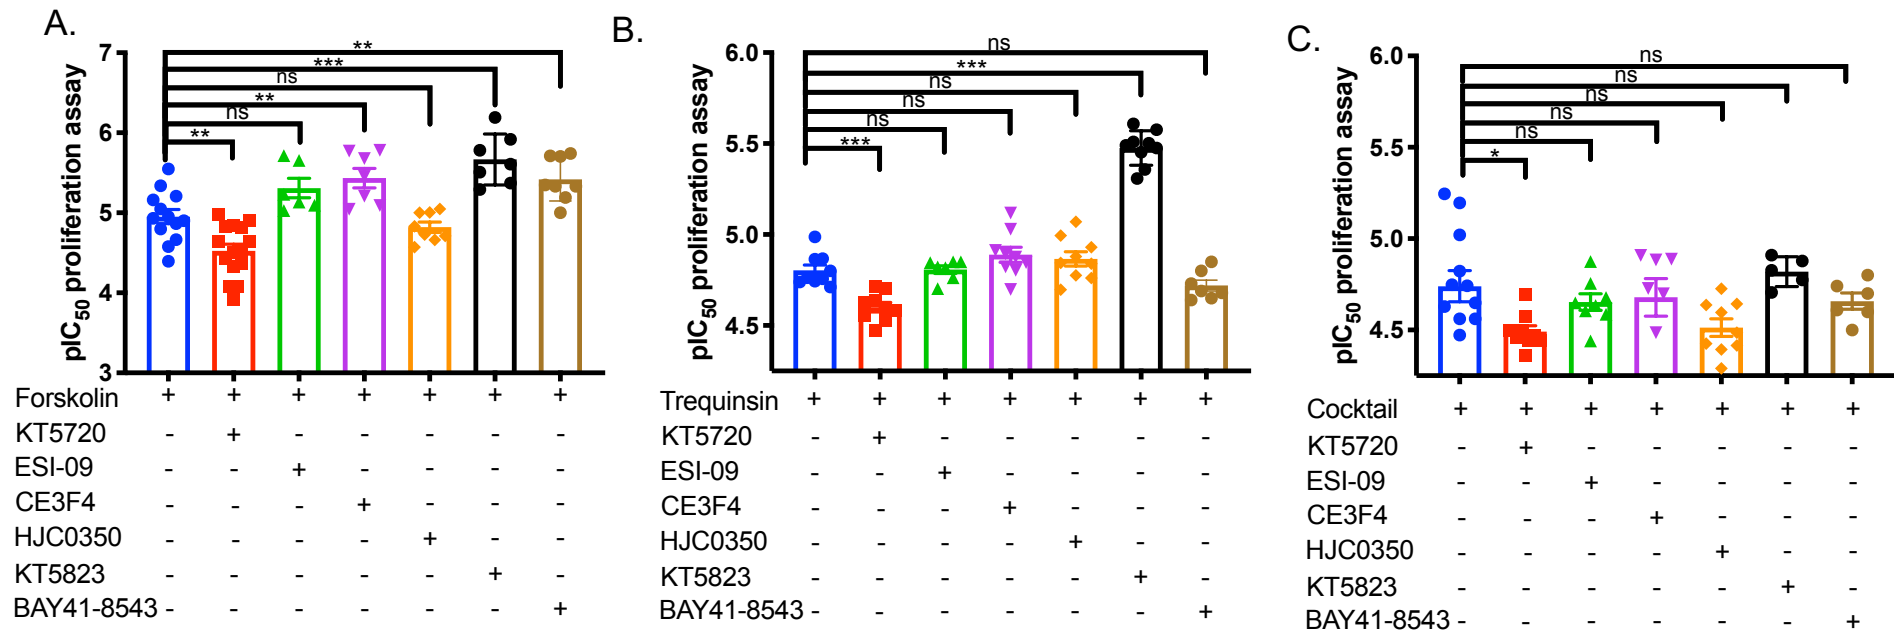 A.
pIC50 proliferation assay
7
6
5
4
3
**
***
ns
**
ns
**
Forskolin + + + + + + +
KT5720 - + - - - - -
ESI-09 - - + - - - -
CE3F4 - - - + - - -
HJC0350 - - - - + - -
KT5823 - - - - - + -
BAY41-8543 - - - - - - +
B.
pIC50 proliferation assay
6.0
5.5
5.0
4.5
ns
***
ns
ns
ns
***
Trequinsin + + + + + + +
KT5720 - + - - - - -
ESI-09 - - + - - - -
CE3F4 - - - + - - -
HJC0350 - - - - + - -
KT5823 - - - - - + -
BAY41-8543 - - - - - - +
C.
pIC50 proliferation assay
6.0
5.5
5.0
4.5
ns
ns
ns
ns
ns
*
Cocktail + + + + + + +
KT5720 - + - - - - -
ESI-09 - - + - - - -
CE3F4 - - - + - - -
HJC0350 - - - - + - -
KT5823 - - - - - + -
BAY41-8543 - - - - - - +